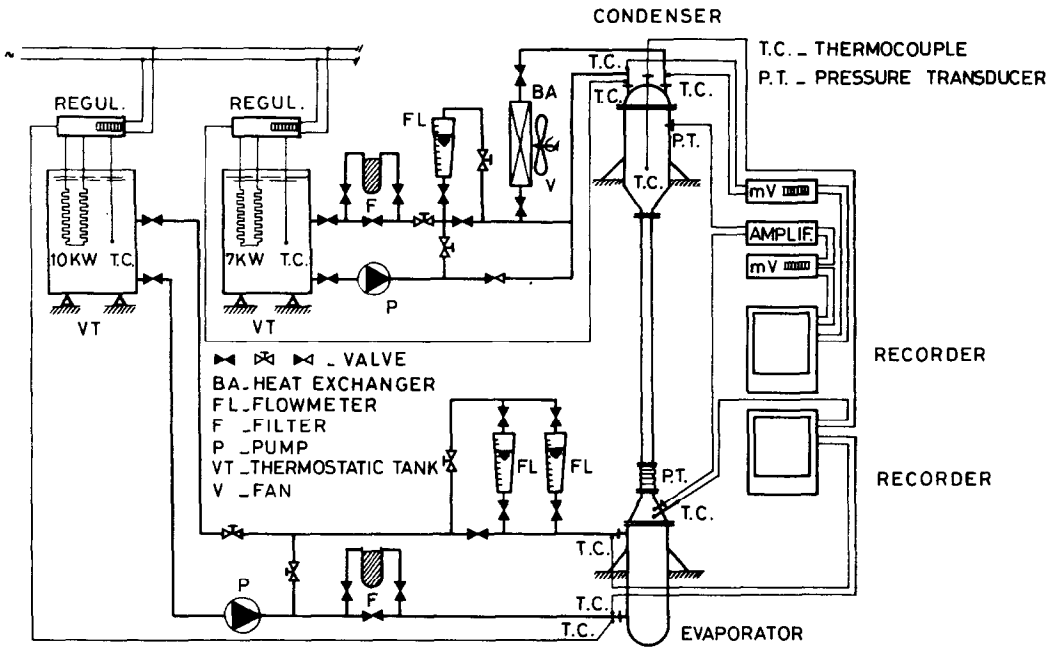 CONDENSER
T.C. _ THERMOCOUPLE
P.T. _ PRESSURE TRANSDUCER
~
REGUL.
REGUL.
FL
BA
T.C.
T.C.
T.C.
P.T.
F
V
T.C.
mV
AMPLIF.
mV
10KW T.C.
7KW T.C.
P
VT
VT
RECORDER
_ VALVE
BA_HEAT EXCHANGER
FL_FLOWMETER
F _FILTER
P _PUMP
VT_THERMOSTATIC TANK
V _FAN
FL
FL
P.T.
T.C.
RECORDER
T.C.
P
F
T.C.
T.C.
EVAPORATOR